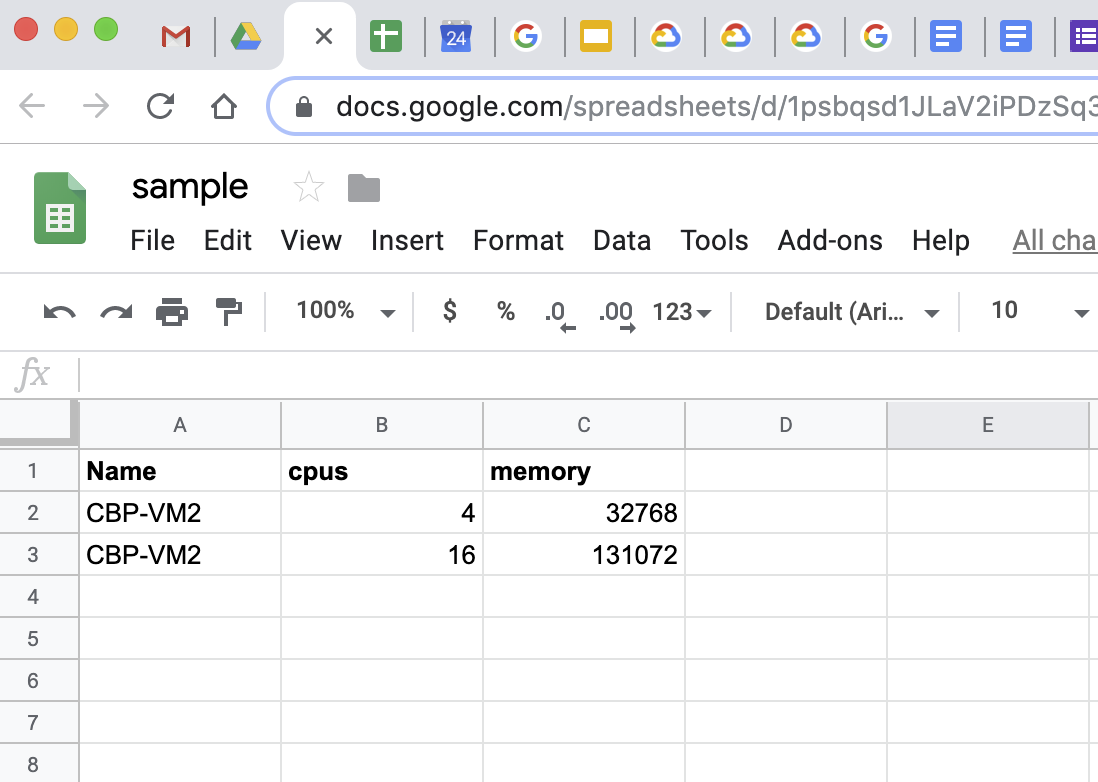 24
docs.google.com/spreadsheets/d/1psbqsd1JLaV2iPDzSq3
sample
File Edit View Insert Format Data Tools Add-ons Help All cha
100% $ % .0 .00 123 Default (Ari... 10
fx
A B C D E
1 Name cpus memory
2 CBP-VM2 4 32768
3 CBP-VM2 16 131072
4
5
6
7
8